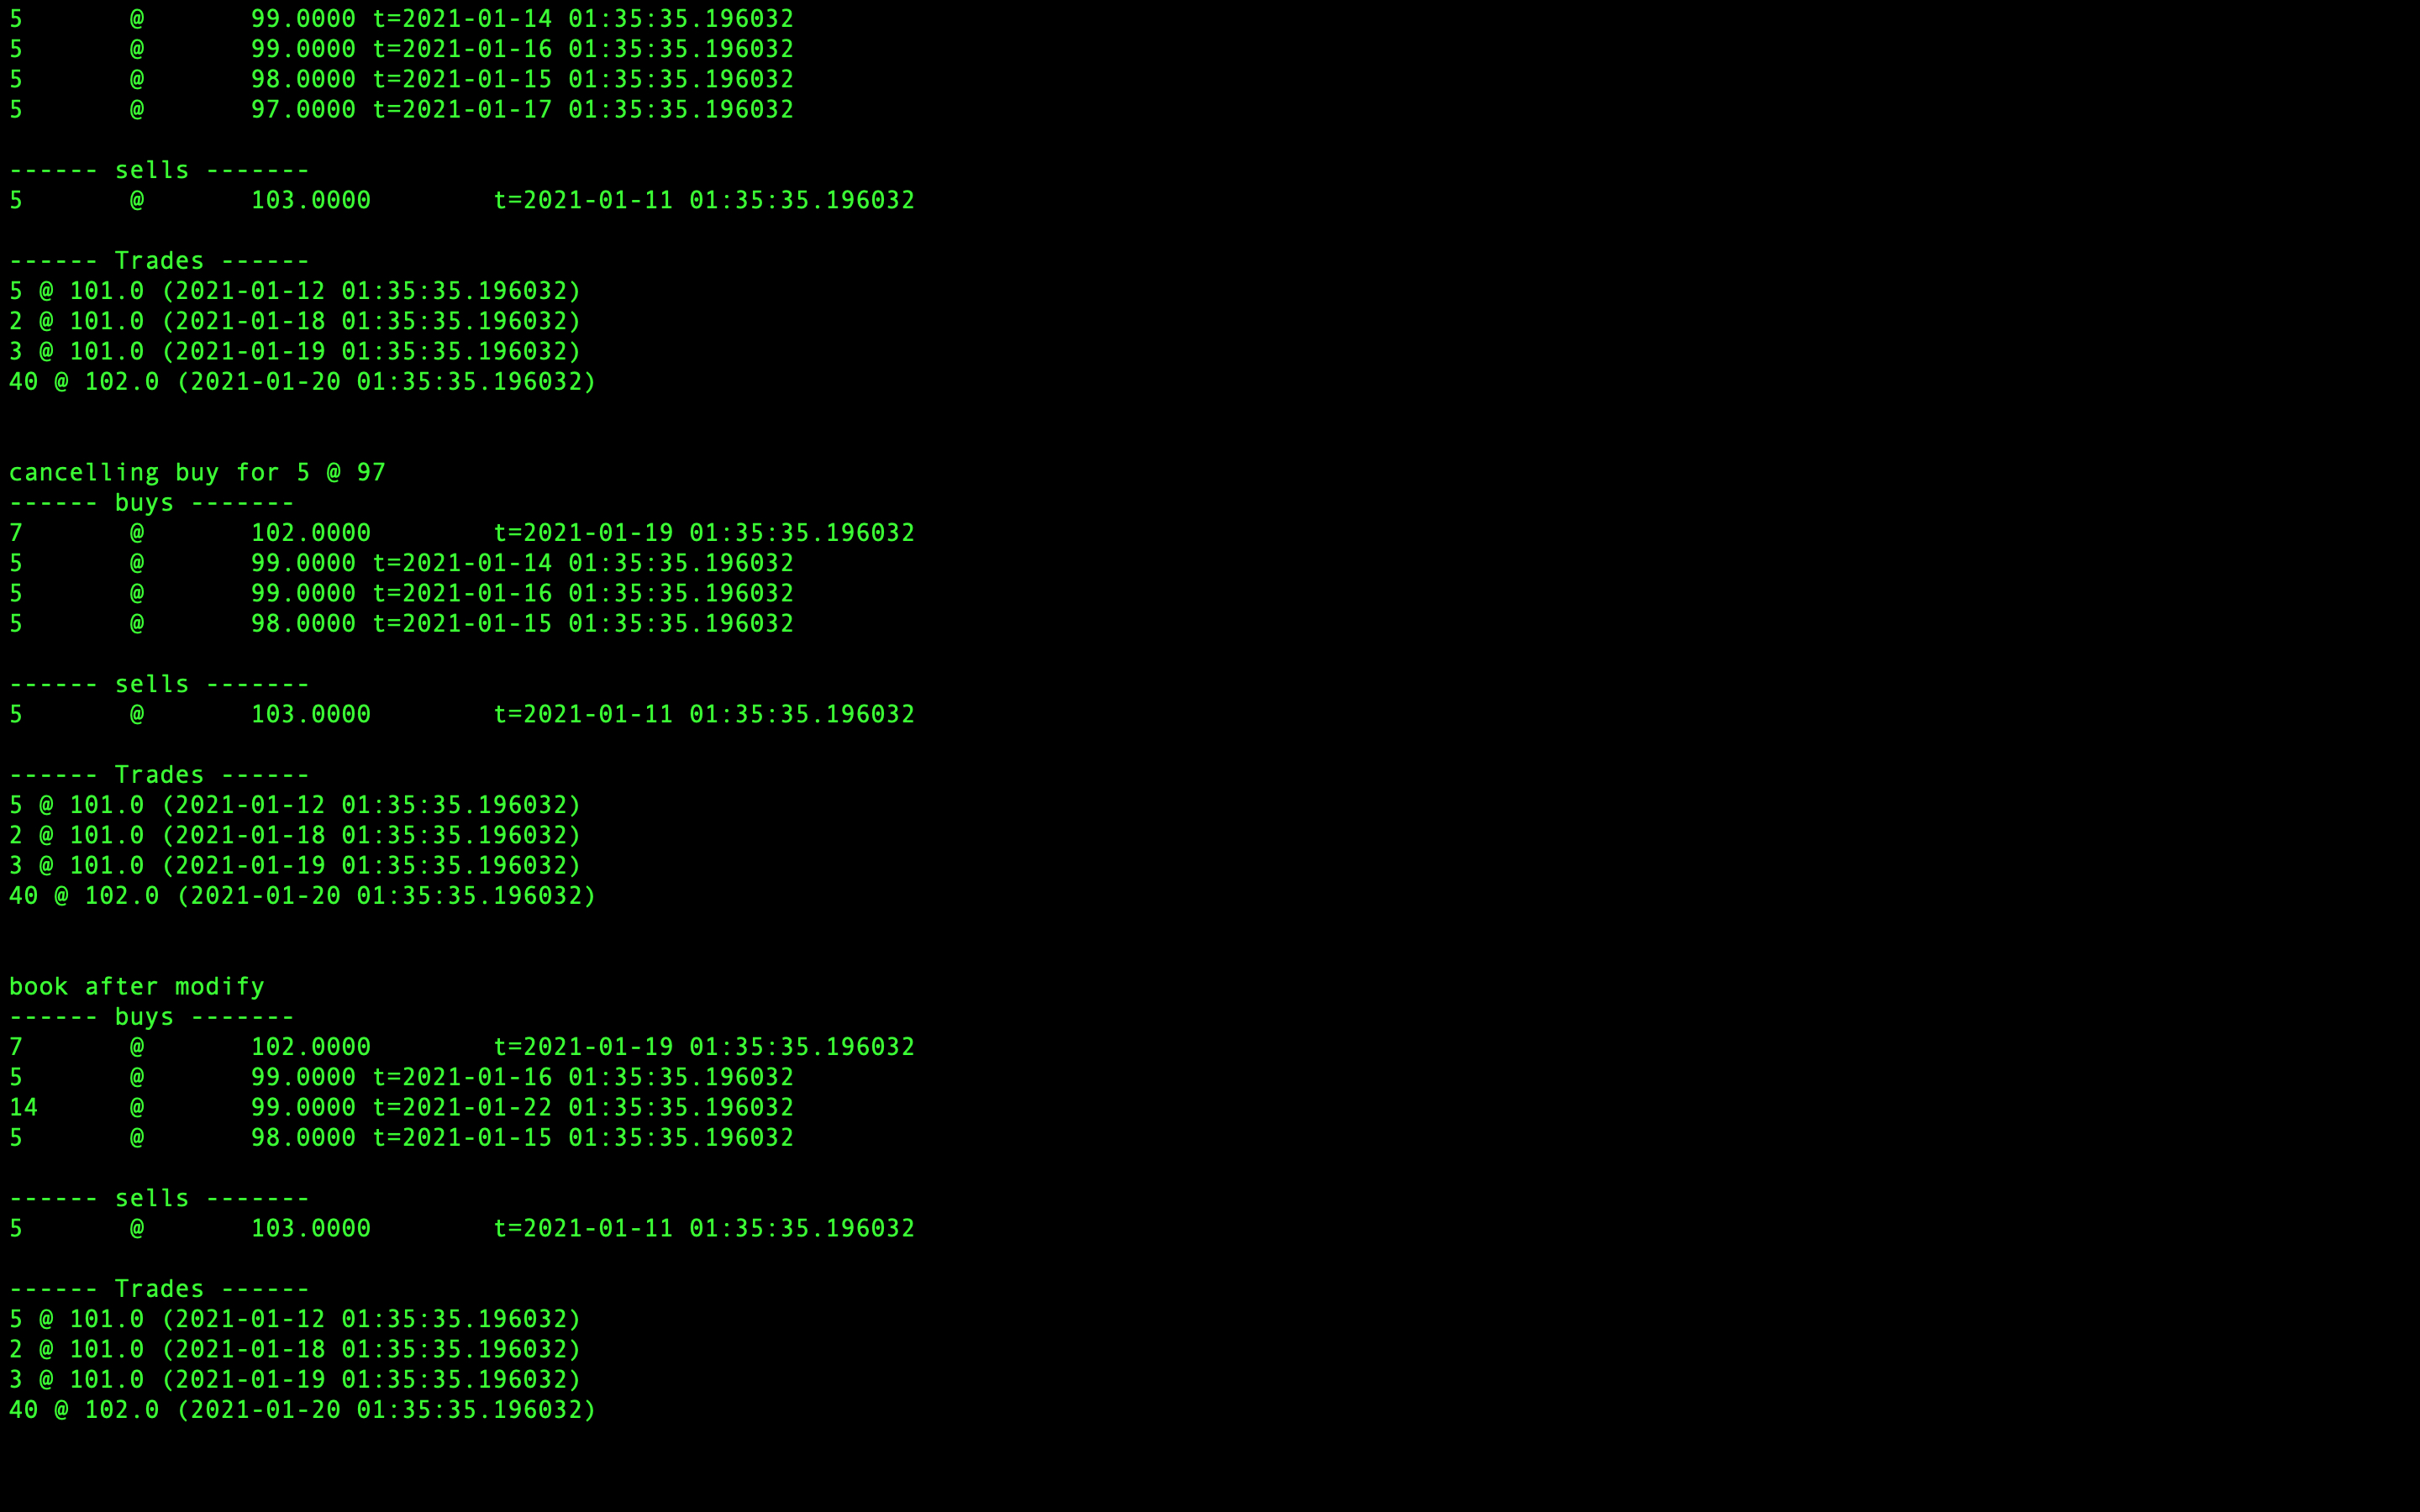 5 @ 99.0000 t=2021-01-14 01:35:35.196032
5 @ 99.0000 t=2021-01-16 01:35:35.196032
5 @ 98.0000 t=2021-01-15 01:35:35.196032
5 @ 97.0000 t=2021-01-17 01:35:35.196032
------ sells -------
5 @ 103.0000 t=2021-01-11 01:35:35.196032
------ Trades ------
5 @ 101.0 (2021-01-12 01:35:35.196032)
2 @ 101.0 (2021-01-18 01:35:35.196032)
3 @ 101.0 (2021-01-19 01:35:35.196032)
40 @ 102.0 (2021-01-20 01:35:35.196032)
cancelling buy for 5 @ 97
------ buys -------
7 @ 102.0000 t=2021-01-19 01:35:35.196032
5 @ 99.0000 t=2021-01-14 01:35:35.196032
5 @ 99.0000 t=2021-01-16 01:35:35.196032
5 @ 98.0000 t=2021-01-15 01:35:35.196032
------ sells -------
5 @ 103.0000 t=2021-01-11 01:35:35.196032
------ Trades ------
5 @ 101.0 (2021-01-12 01:35:35.196032)
2 @ 101.0 (2021-01-18 01:35:35.196032)
3 @ 101.0 (2021-01-19 01:35:35.196032)
40 @ 102.0 (2021-01-20 01:35:35.196032)
book after modify
------ buys -------
7 @ 102.0000 t=2021-01-19 01:35:35.196032
5 @ 99.0000 t=2021-01-16 01:35:35.196032
14 @ 99.0000 t=2021-01-22 01:35:35.196032
5 @ 98.0000 t=2021-01-15 01:35:35.196032
------ sells -------
5 @ 103.0000 t=2021-01-11 01:35:35.196032
------ Trades ------
5 @ 101.0 (2021-01-12 01:35:35.196032)
2 @ 101.0 (2021-01-18 01:35:35.196032)
3 @ 101.0 (2021-01-19 01:35:35.196032)
40 @ 102.0 (2021-01-20 01:35:35.196032)